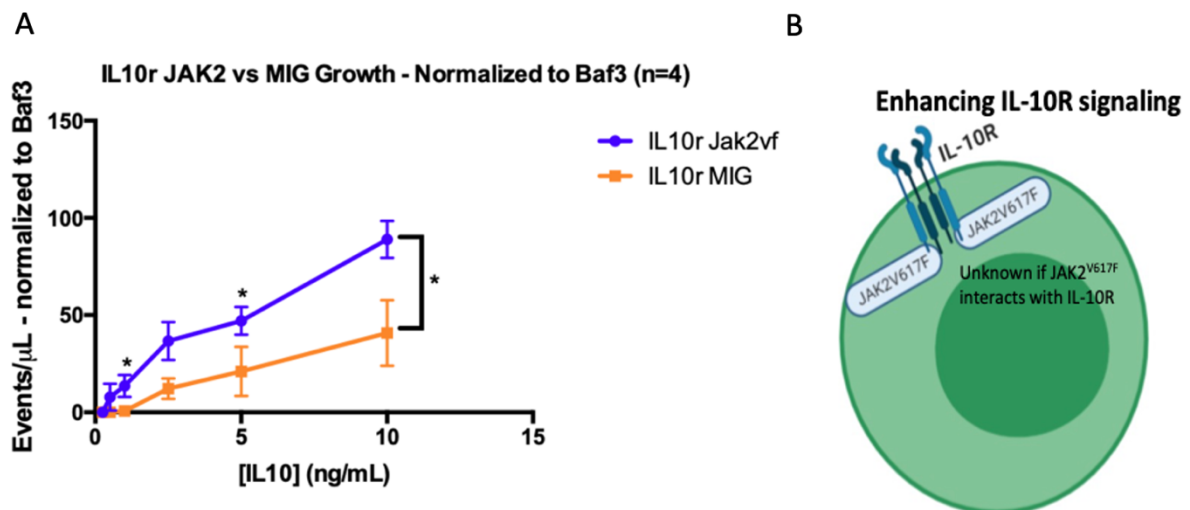 A
IL10r JAK2 vs MIG Growth - Normalized to Baf3 (n=4)
Events/μL - normalized to Baf3
150
100
50
0
0
5
10
15
[IL10] (ng/mL)
IL10r Jak2vf
IL10r MIG
*
*
*
B
Enhancing IL-10R signaling
IL-10R
JAK2V617F
JAK2V617F
Unknown if JAK2V617F
interacts with IL-10R